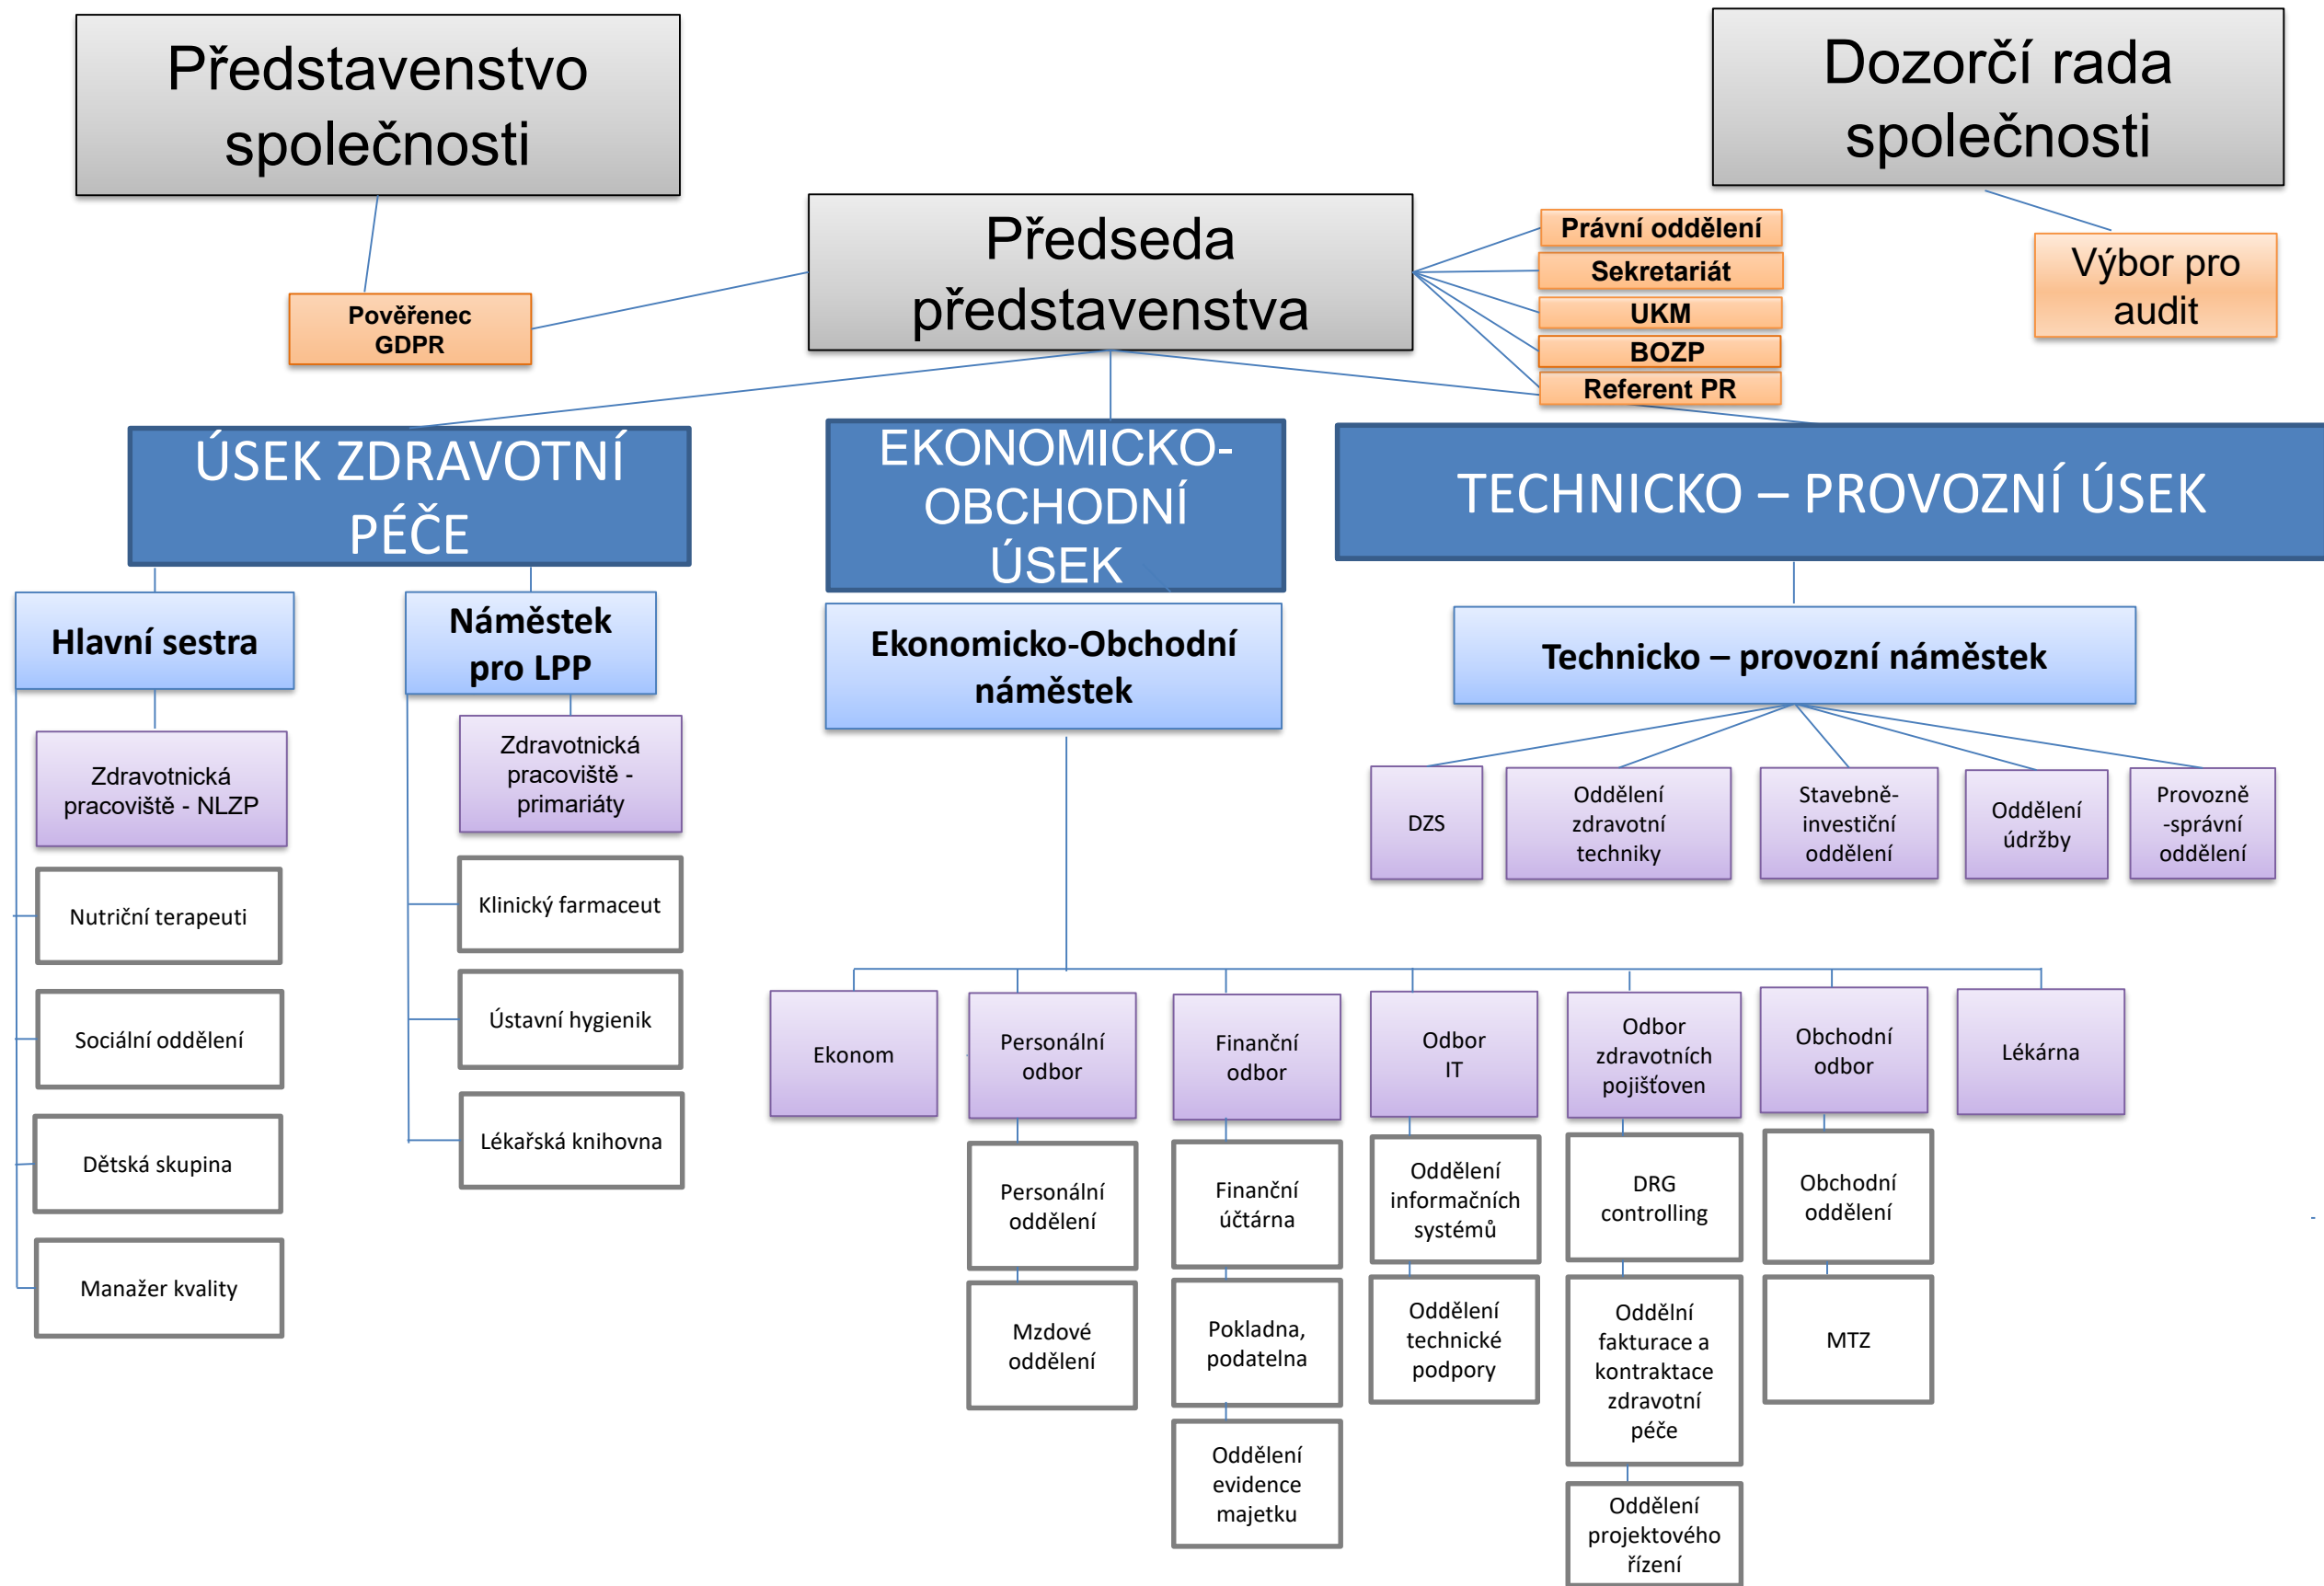 Představenstvo
společnosti
Dozorčí rada
společnosti
Předseda
představenstva
Právní oddělení
Sekretariát
UKM
BOZP
Referent PR
Výbor pro
audit
Pověřenec
GDPR
ÚSEK ZDRAVOTNÍ
PÉČE
EKONOMICKO-
OBCHODNÍ
ÚSEK
TECHNICKO – PROVOZNÍ ÚSEK
Hlavní sestra
Náměstek
pro LPP
Ekonomicko-Obchodní
náměstek
Technicko – provozní náměstek
Zdravotnická
pracoviště - NLZP
Zdravotnická
pracoviště -
primariáty
DZS
Oddělení
zdravotní
techniky
Stavebně-
investiční
oddělení
Oddělení
údržby
Provozně
-správní
oddělení
Nutriční terapeuti
Sociální oddělení
Dětská skupina
Manažer kvality
Klinický farmaceut
Ústavní hygienik
Lékařská knihovna
Ekonom
Personální
odbor
Finanční
odbor
Odbor
IT
Odbor
zdravotních
pojišťoven
Obchodní
odbor
Lékárna
Personální
oddělení
Mzdové
oddělení
Finanční
účtárna
Pokladna,
podatelna
Oddělení
evidence
majetku
Oddělení
informačních
systémů
Oddělení
technické
podpory
DRG
controlling
Oddělní
fakturace a
kontraktace
zdravotní
péče
Oddělení
projektového
řízení
Obchodní
oddělení
MTZ